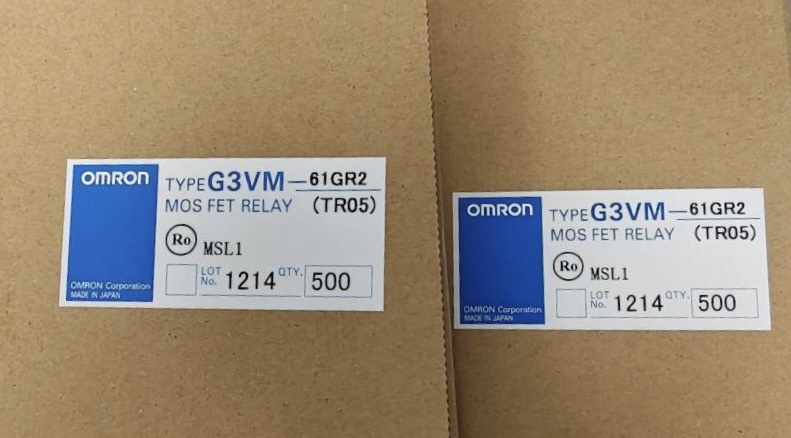 OMRON
TYPE G3VM-61GR2
MOS FET RELAY (TR05)
Ro MSL1
LOT No. 1214 QTY. 500
OMRON Corporation
MADE IN JAPAN
OMRON
TYPE G3VM-61GR2
MOS FET RELAY (TR05)
Ro MSL1
LOT No. 1214 QTY. 500
OMRON Corporation
MADE IN JAPAN